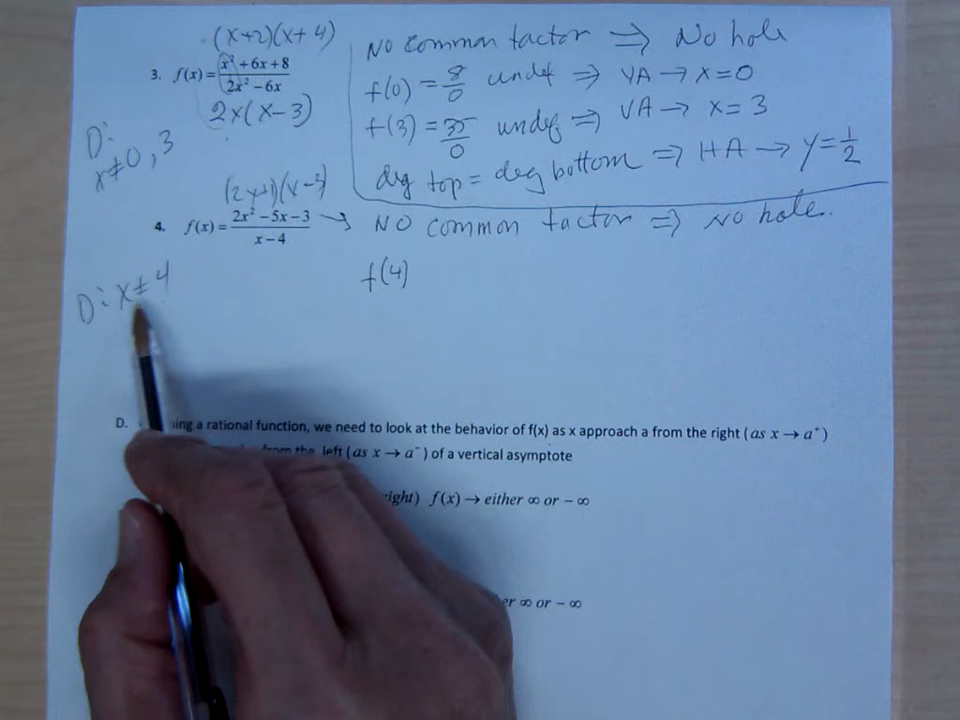 (x+2)(x+4)
3. f(x) = x² + 6x + 8 / 2x² − 6x
2x(x−3)
D: x≠0, 3
No common factor ⇒ No hole
f(0) = 8/0 undef ⇒ VA → x=0
f(3) = 35/0 undef ⇒ VA → x=3
deg top = deg bottom ⇒ HA → y=1/2
(2x+1)(x−3)
4. f(x) = 2x² − 5x − 3 / x − 4 → NO common factor ⇒ No hole.
D: x≠4
f(4)
D. ing a rational function, we need to look at the behavior of f(x) as x approach a from the right (as x → a⁺)
from the left (as x → a⁻) of a vertical asymptote
right) f(x) → either ∞ or − ∞
er ∞ or − ∞